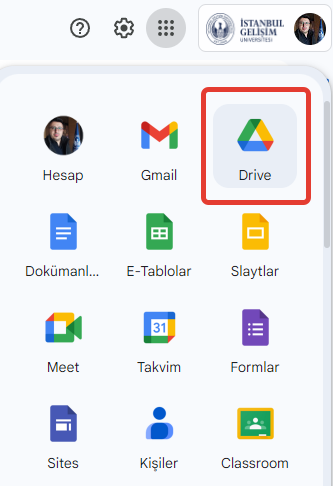 İSTANBUL
GELİŞİM
ÜNİVERSİTESİ
Hesap
Gmail
Drive
Dokümanl...
E-Tablolar
Slaytlar
31
Meet
Takvim
Formlar
Sites
Kişiler
Classroom